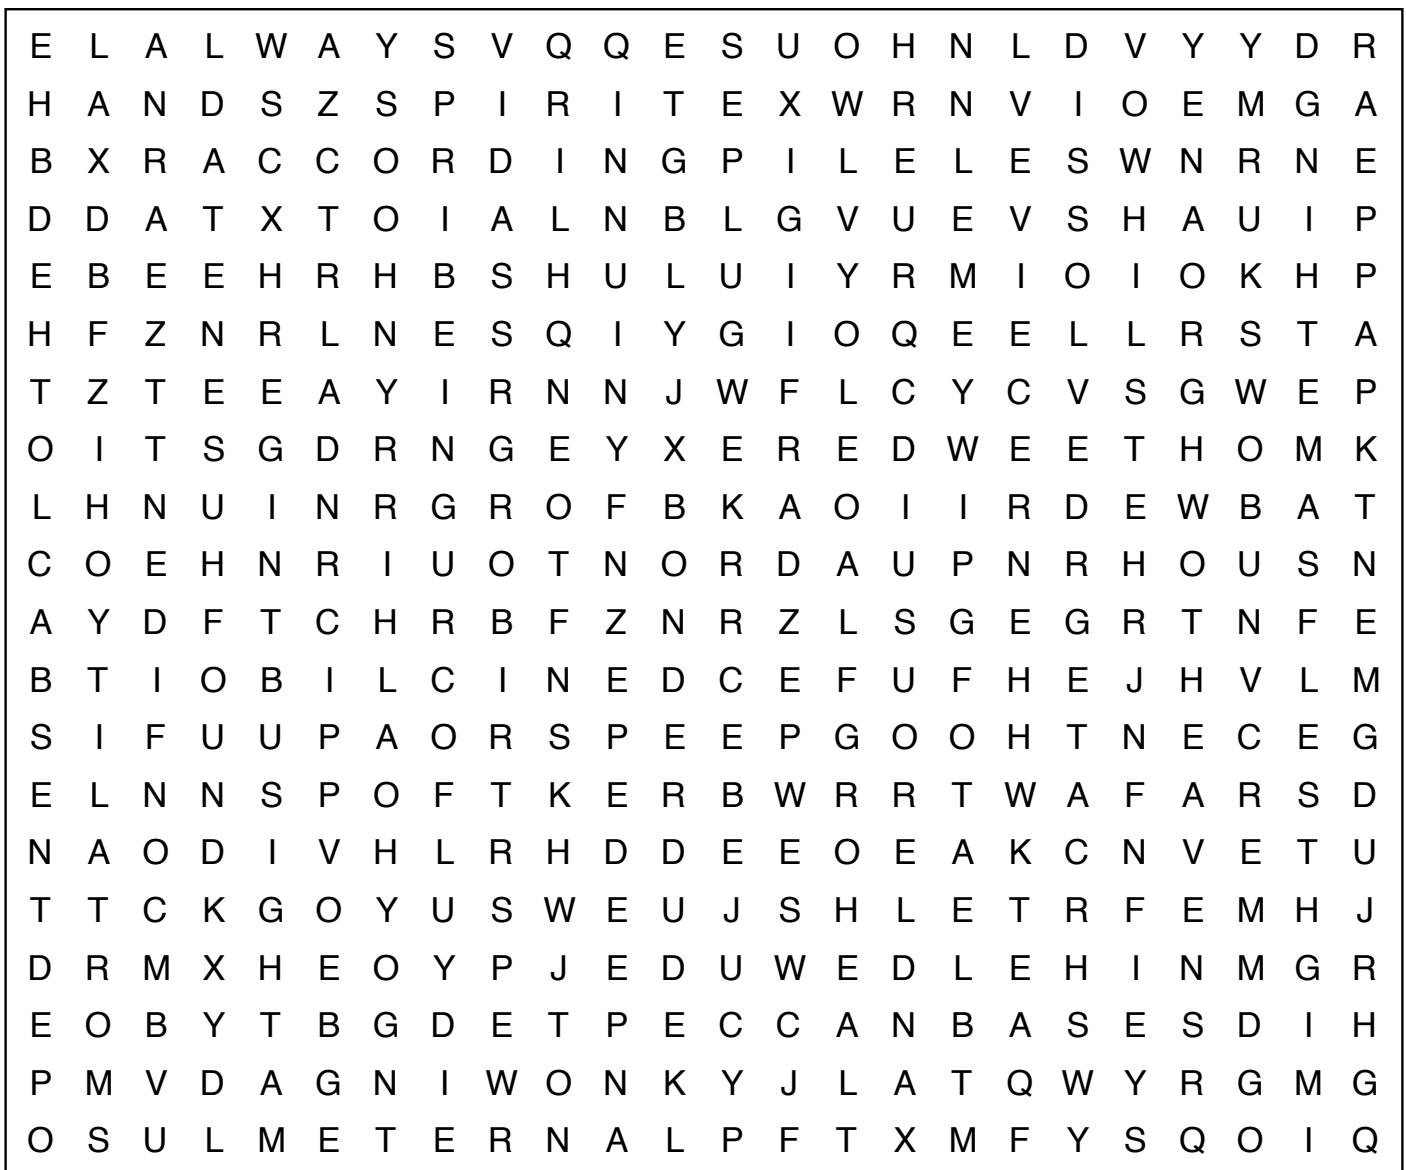 E L A L W A Y S V Q Q E S U O H N L D V Y Y D R
H A N D S Z S P I R I T E X W R N V I O E M G A
B X R A C C O R D I N G P I L E L E S W N R N E
D D A T X T O I A L N B L G V U E V S H A U I P
E B E E H R H B S H U L U I Y R M I O I O K H P
H F Z N R L N E S Q I Y G I O Q E E L L R S T A
T Z T E E A Y I R N N J W F L C Y C V S G W E P
O I T S G D R N G E Y X E R E D W E E T H O M K
L H N U I N R G R O F B K A O I I R D E W B A T
C O E H N R I U O T N O R D A U P N R H O U S N
A Y D F T C H R B F Z N R Z L S G E G R T N F E
B T I O B I L C I N E D C E F U F H E J H V L M
S I F U U P A O R S P E E P G O O H T N E C E G
E L N N S P O F T K E R B W R R T W A F A R S D
N A O D I V H L R H D D E E O E A K C N V E T U
T T C K G O Y U S W E U J S H L E T R F E M H J
D R M X H E O Y P J E D U W E D L E H I N M G R
E O B Y T B G D E T P E C C A N B A S E S D I H
P M V D A G N I W O N K Y J L A T Q W Y R G M G
O S U L M E T E R N A L P F T X M F Y S Q O I Q